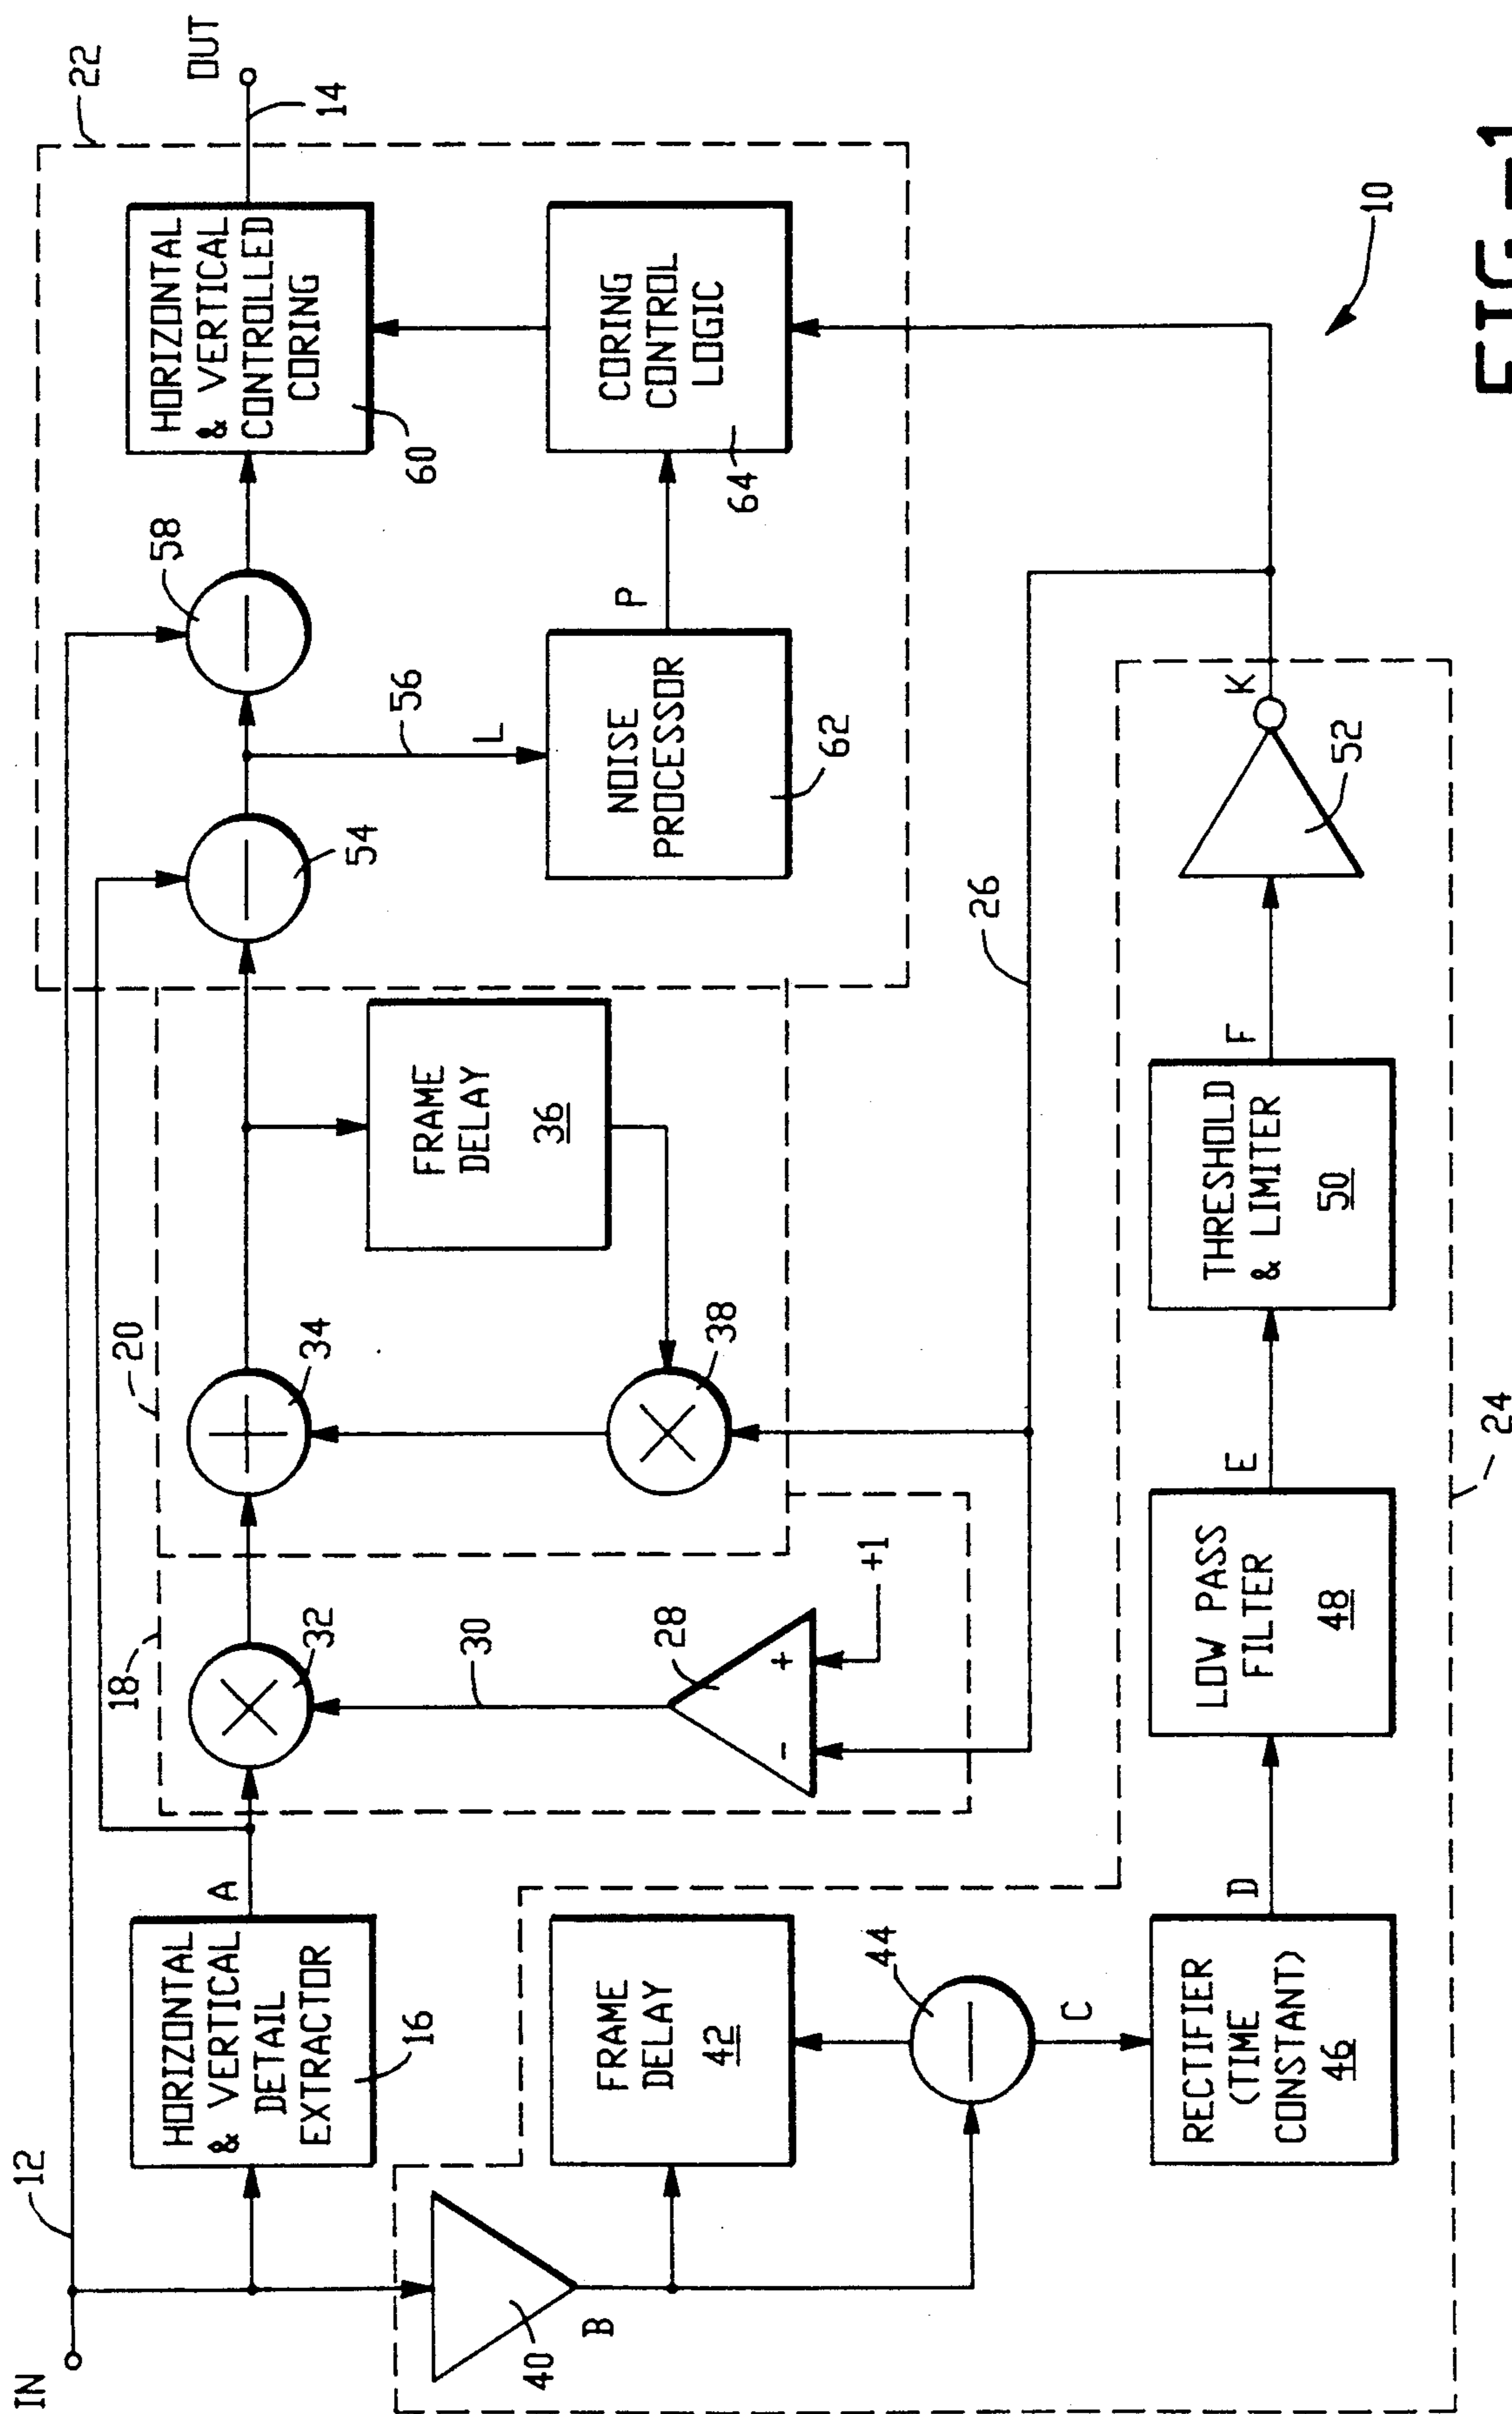 IN
12
HORIZONTAL
& VERTICAL
DETAIL
EXTRACTOR
16
A
18
32
30
28
-
+
+1
20
34
38
FRAME
DELAY
36
22
54
58
56
L
HORIZONTAL
& VERTICAL
CONTROLLED
CORING
60
14
OUT
NOISE
PROCESSOR
62
P
CORING
CONTROL
LOGIC
64
40
B
FRAME
DELAY
42
44
C
RECTIFIER
(TIME
CONSTANT)
46
D
LOW PASS
FILTER
48
E
THRESHOLD
& LIMITER
50
F
52
K
26
24
10
FIG-1